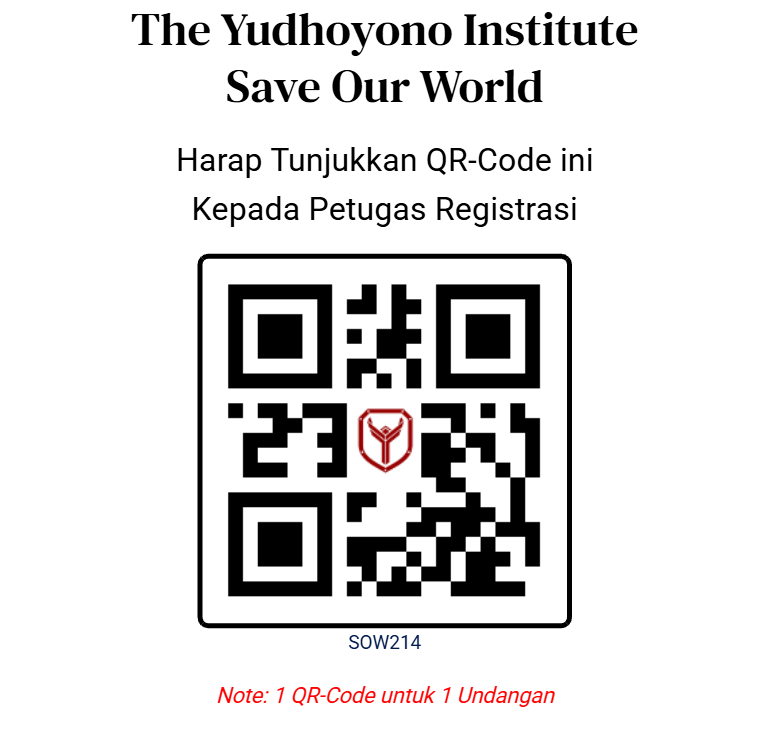 The Yudhoyono Institute
Save Our World
Harap Tunjukkan QR-Code ini
Kepada Petugas Registrasi
SOW214
Note: 1 QR-Code untuk 1 Undangan